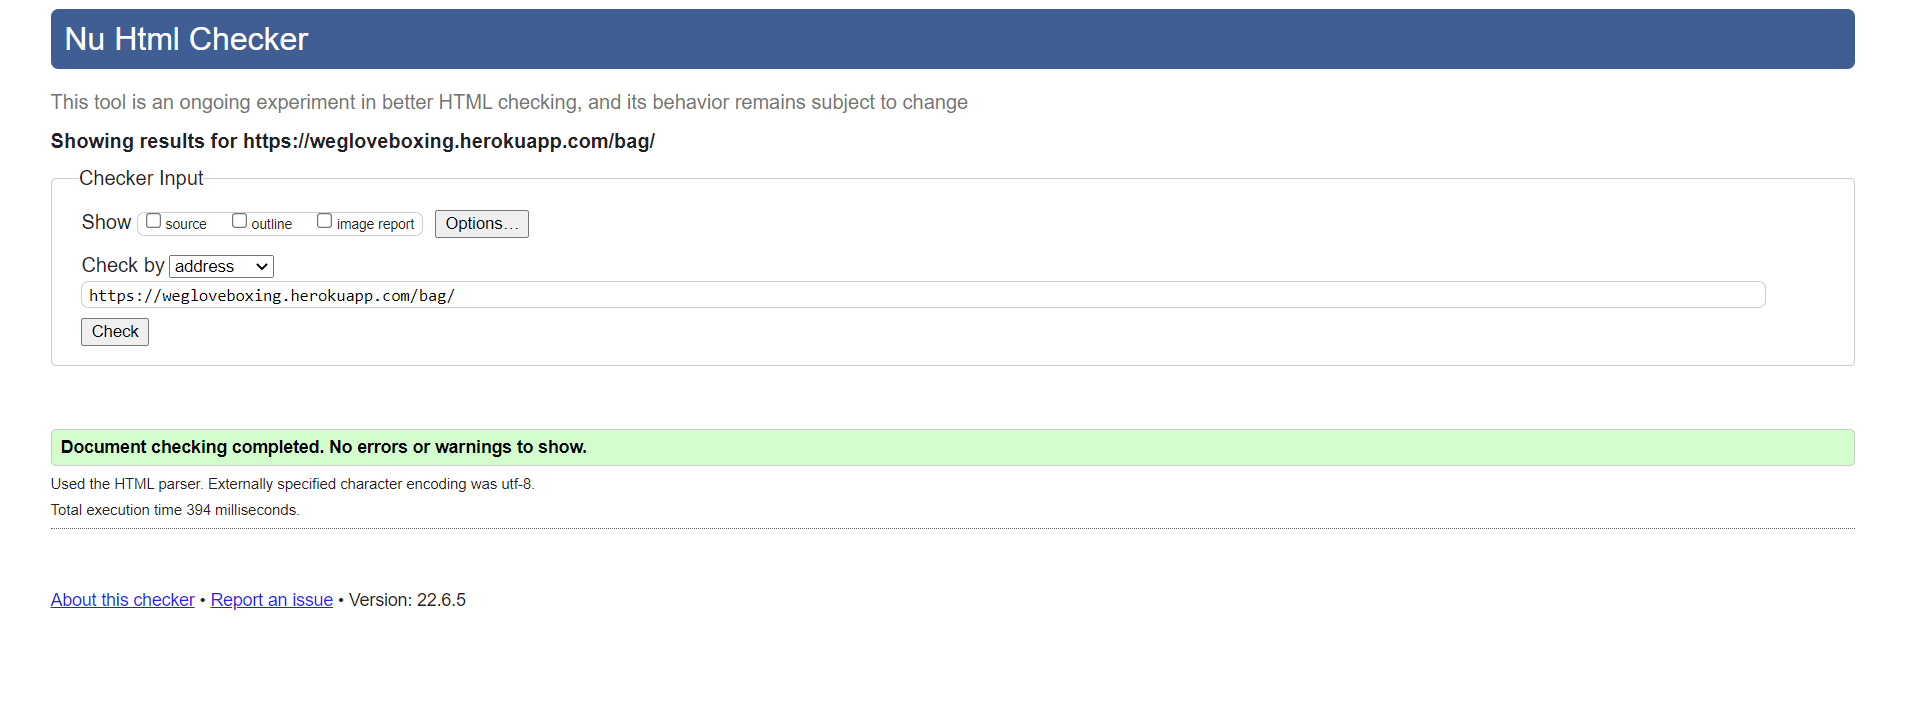 Nu Html Checker
This tool is an ongoing experiment in better HTML checking, and its behavior remains subject to change
Showing results for https://wegloveboxing.herokuapp.com/bag/
Checker Input
Show source outline image report Options…
Check by address
https://wegloveboxing.herokuapp.com/bag/
Check
Document checking completed. No errors or warnings to show.
Used the HTML parser. Externally specified character encoding was utf-8.
Total execution time 394 milliseconds.
About this checker • Report an issue • Version: 22.6.5